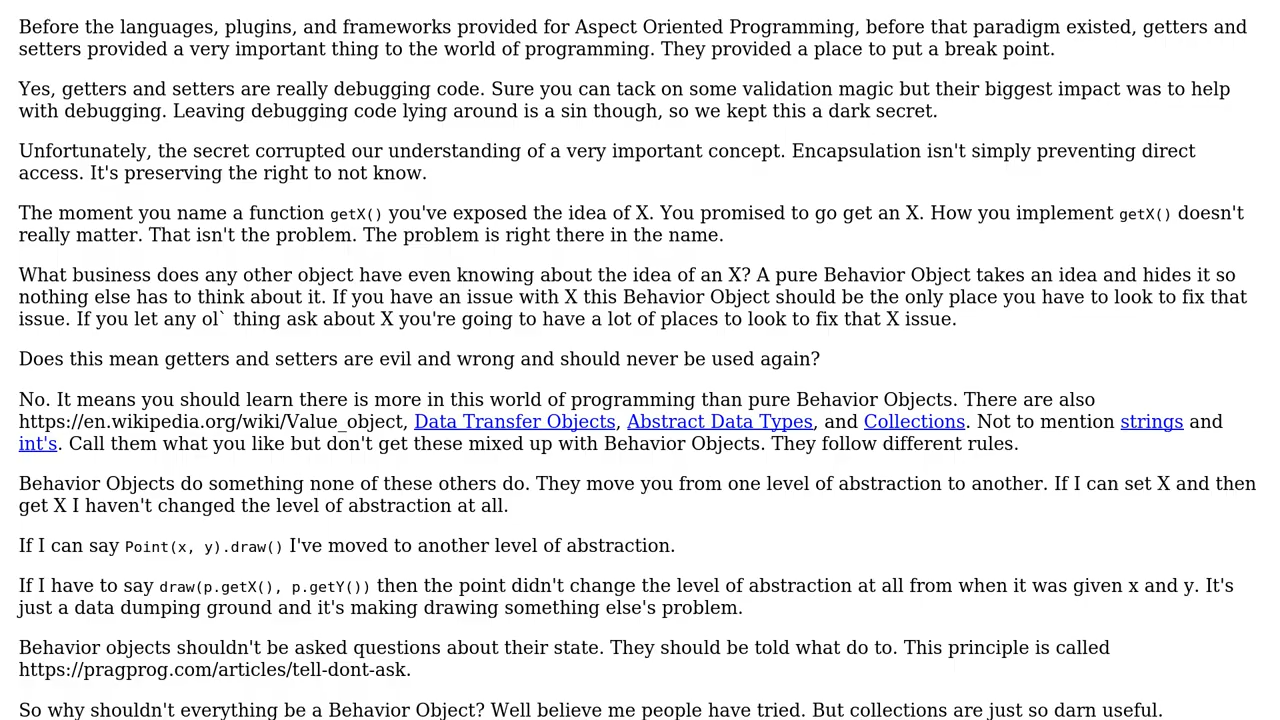 Before the languages, plugins, and frameworks provided for Aspect Oriented Programming, before that paradigm existed, getters and
setters provided a very important thing to the world of programming. They provided a place to put a break point.
Yes, getters and setters are really debugging code. Sure you can tack on some validation magic but their biggest impact was to help
with debugging. Leaving debugging code lying around is a sin though, so we kept this a dark secret.
Unfortunately, the secret corrupted our understanding of a very important concept. Encapsulation isn't simply preventing direct
access. It's preserving the right to not know.
The moment you name a function getX() you've exposed the idea of X. You promised to go get an X. How you implement getX() doesn't
really matter. That isn't the problem. The problem is right there in the name.
What business does any other object have even knowing about the idea of an X? A pure Behavior Object takes an idea and hides it so
nothing else has to think about it. If you have an issue with X this Behavior Object should be the only place you have to look to fix that
issue. If you let any ol` thing ask about X you're going to have a lot of places to look to fix that X issue.
Does this mean getters and setters are evil and wrong and should never be used again?
No. It means you should learn there is more in this world of programming than pure Behavior Objects. There are also
https://en.wikipedia.org/wiki/Value_object, Data Transfer Objects, Abstract Data Types, and Collections. Not to mention strings and
int's. Call them what you like but don't get these mixed up with Behavior Objects. They follow different rules.
Behavior Objects do something none of these others do. They move you from one level of abstraction to another. If I can set X and then
get X I haven't changed the level of abstraction at all.
If I can say Point(x, y).draw() I've moved to another level of abstraction.
If I have to say draw(p.getX(), p.getY()) then the point didn't change the level of abstraction at all from when it was given x and y. It's
just a data dumping ground and it's making drawing something else's problem.
Behavior objects shouldn't be asked questions about their state. They should be told what do to. This principle is called
https://pragprog.com/articles/tell-dont-ask.
So why shouldn't everything be a Behavior Object? Well believe me people have tried. But collections are just so darn useful.